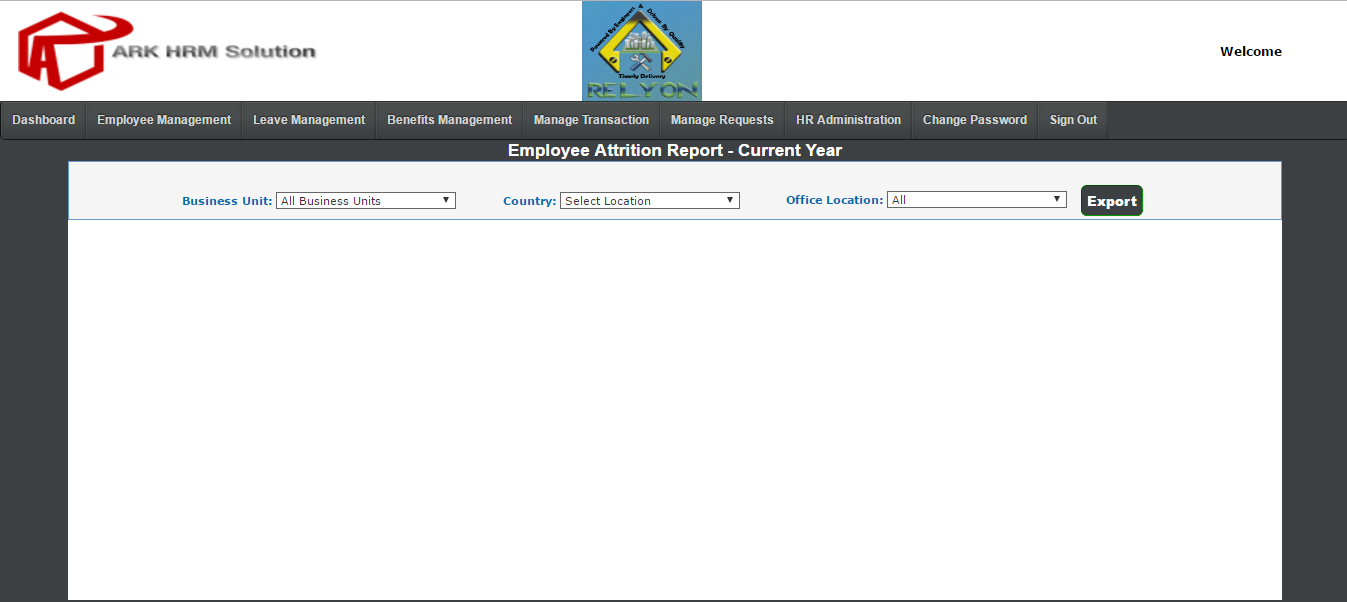 ARK HRM Solution
Powered By Engineers & Driven By Quality
Timely Delivery
RELYON
Welcome
Dashboard Employee Management Leave Management Benefits Management Manage Transaction Manage Requests HR Administration Change Password Sign Out
Employee Attrition Report - Current Year
Business Unit: All Business Units Country: Select Location Office Location: All Export